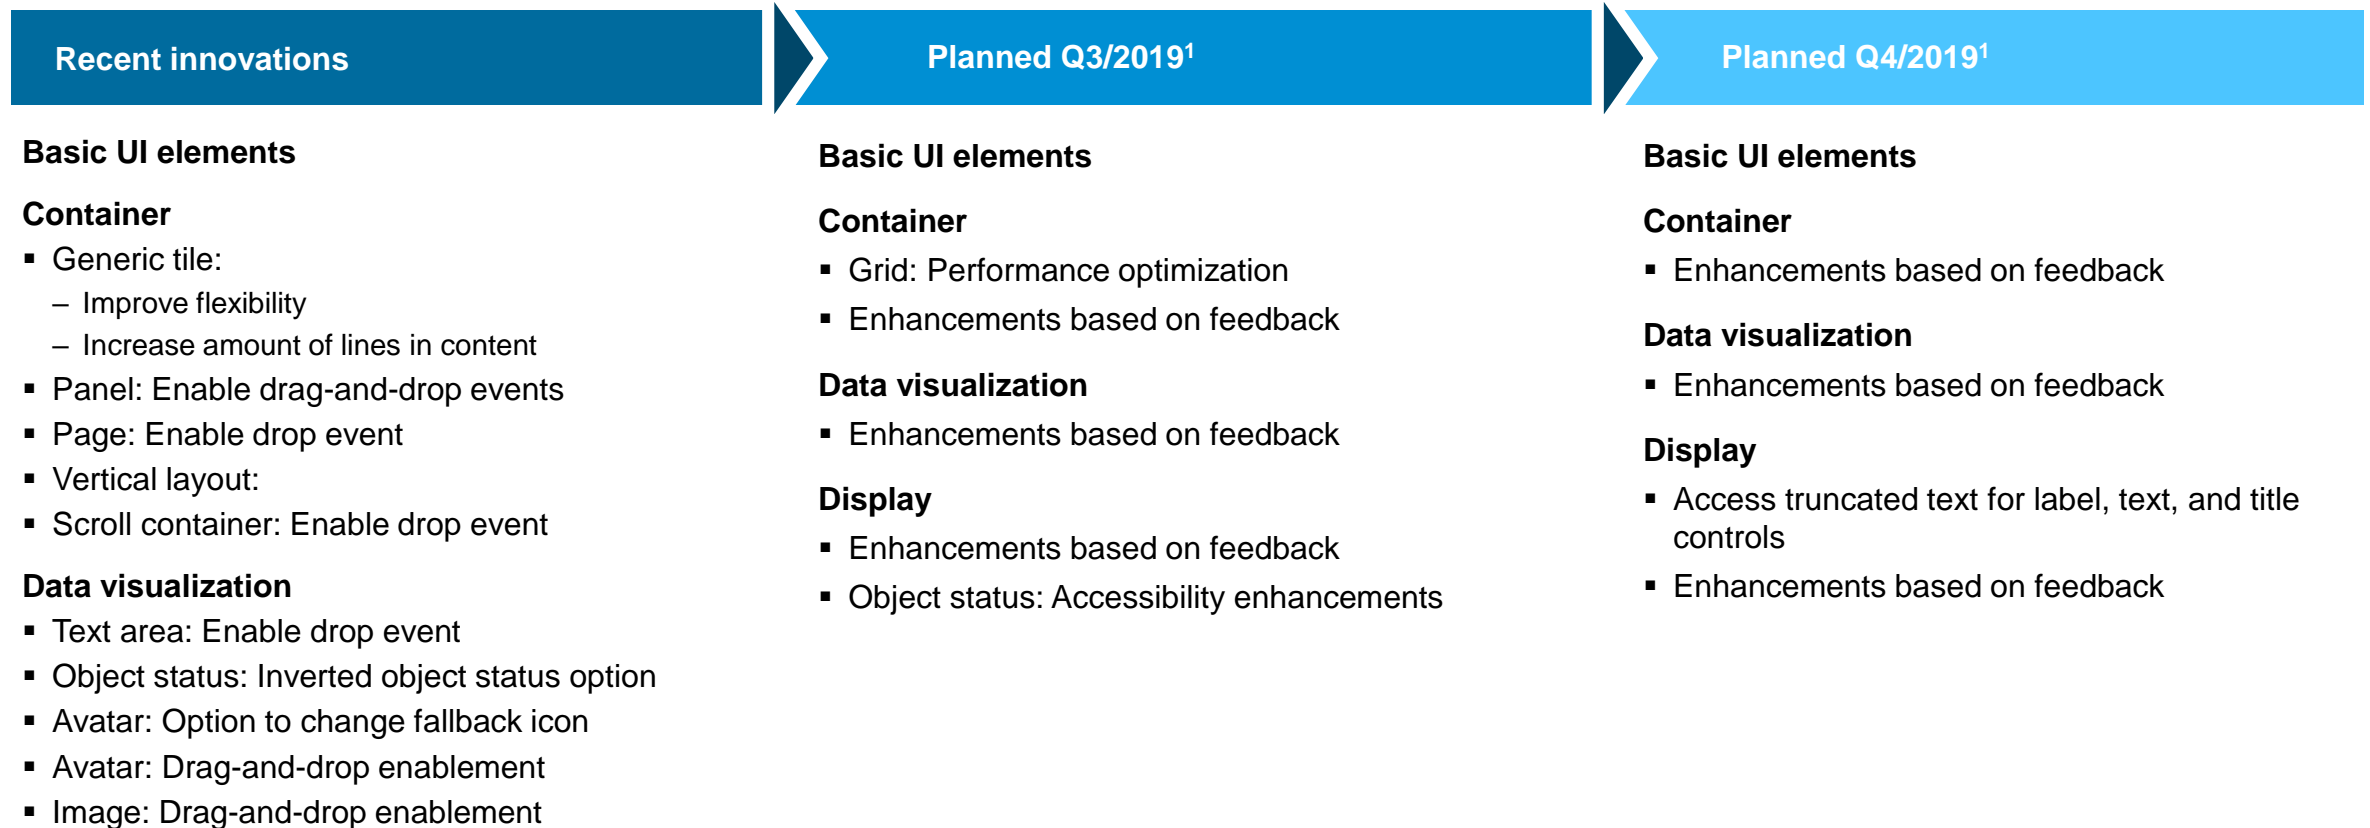 Recent innovations
Basic UI elements
Container
▪ Generic tile:
– Improve flexibility
– Increase amount of lines in content
▪ Panel: Enable drag-and-drop events
▪ Page: Enable drop event
▪ Vertical layout:
▪ Scroll container: Enable drop event
Data visualization
▪ Text area: Enable drop event
▪ Object status: Inverted object status option
▪ Avatar: Option to change fallback icon
▪ Avatar: Drag-and-drop enablement
▪ Image: Drag-and-drop enablement
Planned Q3/2019¹
Basic UI elements
Container
▪ Grid: Performance optimization
▪ Enhancements based on feedback
Data visualization
▪ Enhancements based on feedback
Display
▪ Enhancements based on feedback
▪ Object status: Accessibility enhancements
Planned Q4/2019¹
Basic UI elements
Container
▪ Enhancements based on feedback
Data visualization
▪ Enhancements based on feedback
Display
▪ Access truncated text for label, text, and title
controls
▪ Enhancements based on feedback